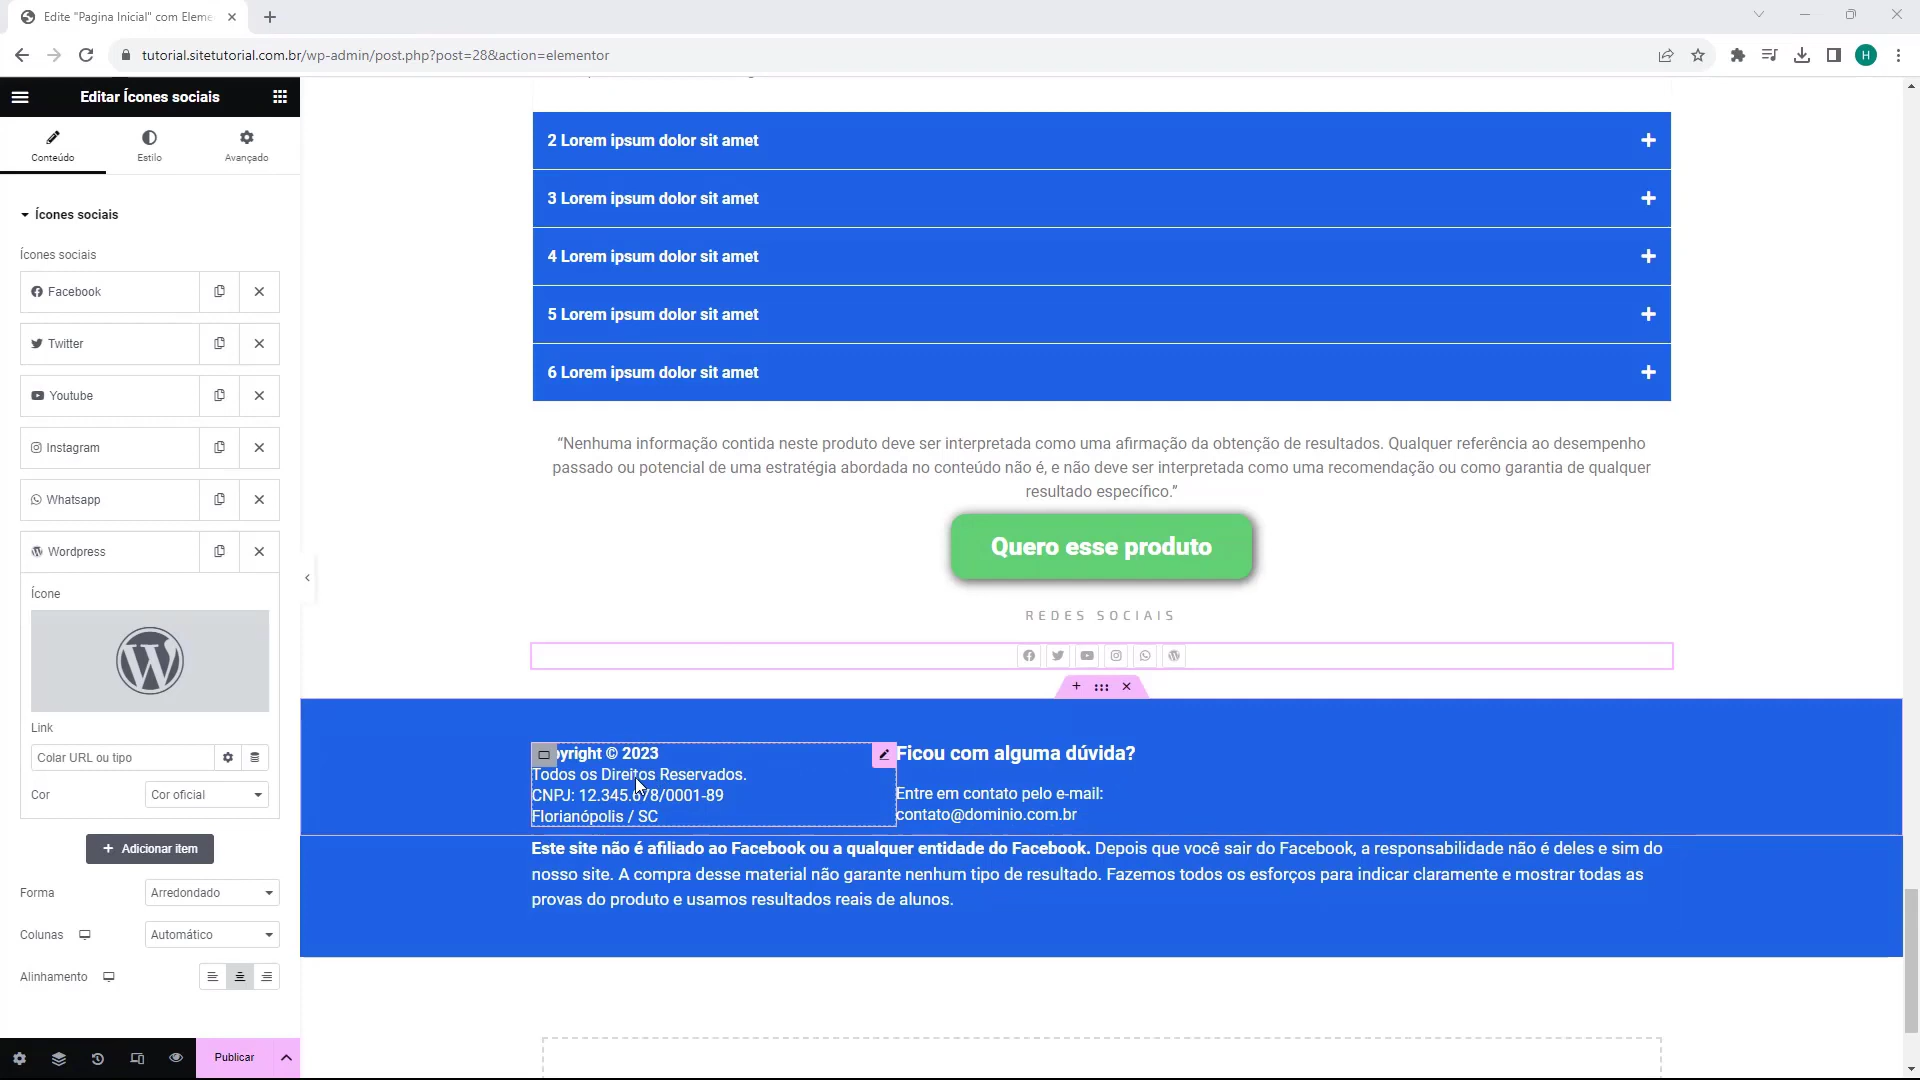 Edite "Pagina Inicial" com Eleme
tutorial.sitetutorial.com.br/wp-admin/post.php?post=28&action=elementor
H
Editar Ícones sociais
Conteúdo
Estilo
Avançado
Ícones sociais
Ícones sociais
Facebook
Twitter
Youtube
Instagram
Whatsapp
Wordpress
Ícone
Link
Colar URL ou tipo
Cor
Cor oficial
Adicionar item
Forma
Arredondado
Colunas
Automático
Alinhamento
Publicar
2 Lorem ipsum dolor sit amet
3 Lorem ipsum dolor sit amet
4 Lorem ipsum dolor sit amet
5 Lorem ipsum dolor sit amet
6 Lorem ipsum dolor sit amet
“Nenhuma informação contida neste produto deve ser interpretada como uma afirmação da obtenção de resultados. Qualquer referência ao desempenho
passado ou potencial de uma estratégia abordada no conteúdo não é, e não deve ser interpretada como uma recomendação ou como garantia de qualquer
resultado específico.”
Quero esse produto
REDES SOCIAIS
yright © 2023
Todos os Direitos Reservados.
CNPJ: 12.345.678/0001-89
Florianópolis / SC
Ficou com alguma dúvida?
Entre em contato pelo e-mail:
contato@dominio.com.br
Este site não é afiliado ao Facebook ou a qualquer entidade do Facebook. Depois que você sair do Facebook, a responsabilidade não é deles e sim do
nosso site. A compra desse material não garante nenhum tipo de resultado. Fazemos todos os esforços para indicar claramente e mostrar todas as
provas do produto e usamos resultados reais de alunos.